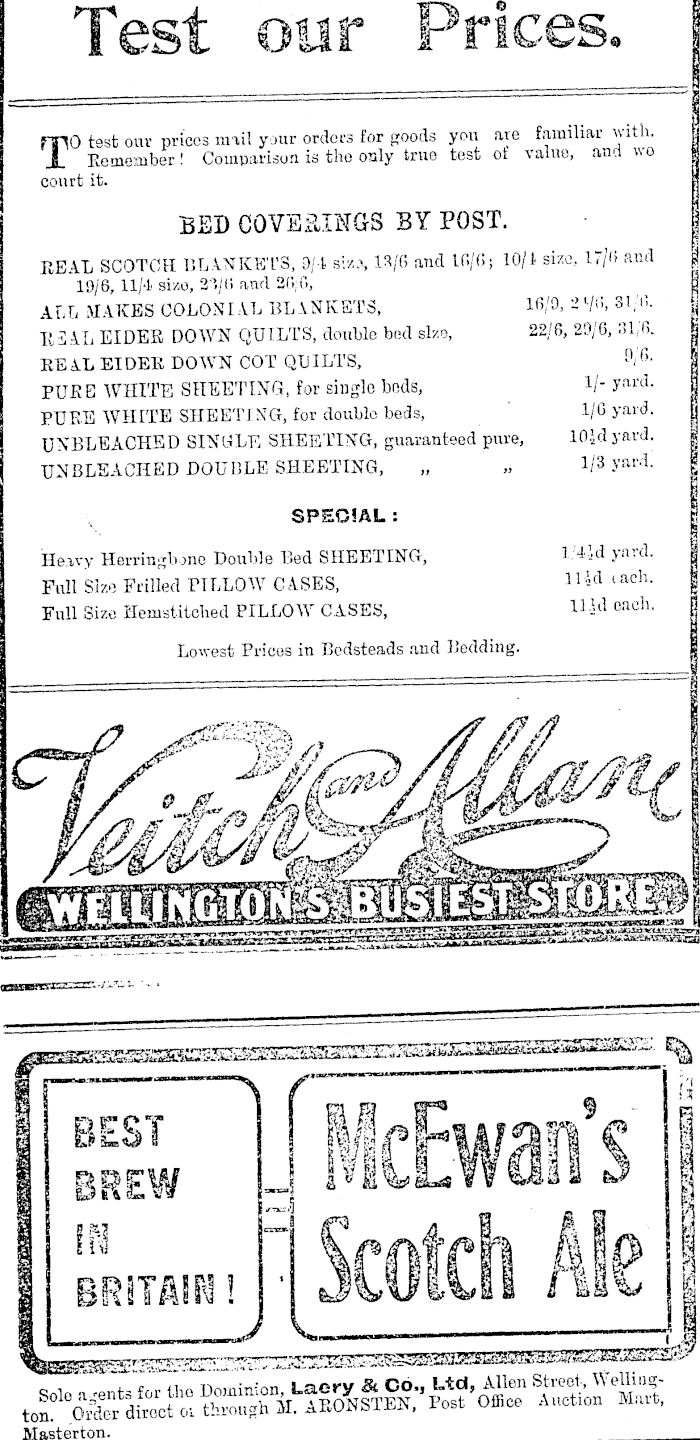 Test our Prices.
TO test our prices mail your orders for goods you are familiar with.
Remember! Comparison is the only true test of value, and we
court it.
BED COVERINGS BY POST.
REAL SCOTCH BLANKETS, 9/4 size, 13/6 and 16/6; 10/4 size, 17/6 and
19/6, 11/4 size, 23/6 and 26/6,
ALL MAKES COLONIAL BLANKETS, 16/9, 31/6.
REAL EIDER DOWN QUILTS, double bed size, 22/6, 29/6, 31/6.
REAL EIDER DOWN COT QUILTS, 9/6.
PURE WHITE SHEETING, for single beds, 1/- yard.
PURE WHITE SHEETING, for double beds, 1/6 yard.
UNBLEACHED SINGLE SHEETING, guaranteed pure, 10½d yard.
UNBLEACHED DOUBLE SHEETING, „ „ 1/3 yard.
SPECIAL:
Heavy Herringbone Double Bed SHEETING, 1/4½d yard.
Full Size Frilled PILLOW CASES, 11½d each.
Full Size Hemstitched PILLOW CASES, 11½d each.
Lowest Prices in Bedsteads and Bedding.
Veitch and Allan
WELLINGTON'S BUSIEST STORE.
BEST
BREW
IN
BRITAIN!
McEwan's
Scotch Ale
Sole agents for the Dominion, Laery & Co., Ltd, Allen Street, Welling-
ton. Order direct or through M. ARONSTEN, Post Office Auction Mart,
Masterton.